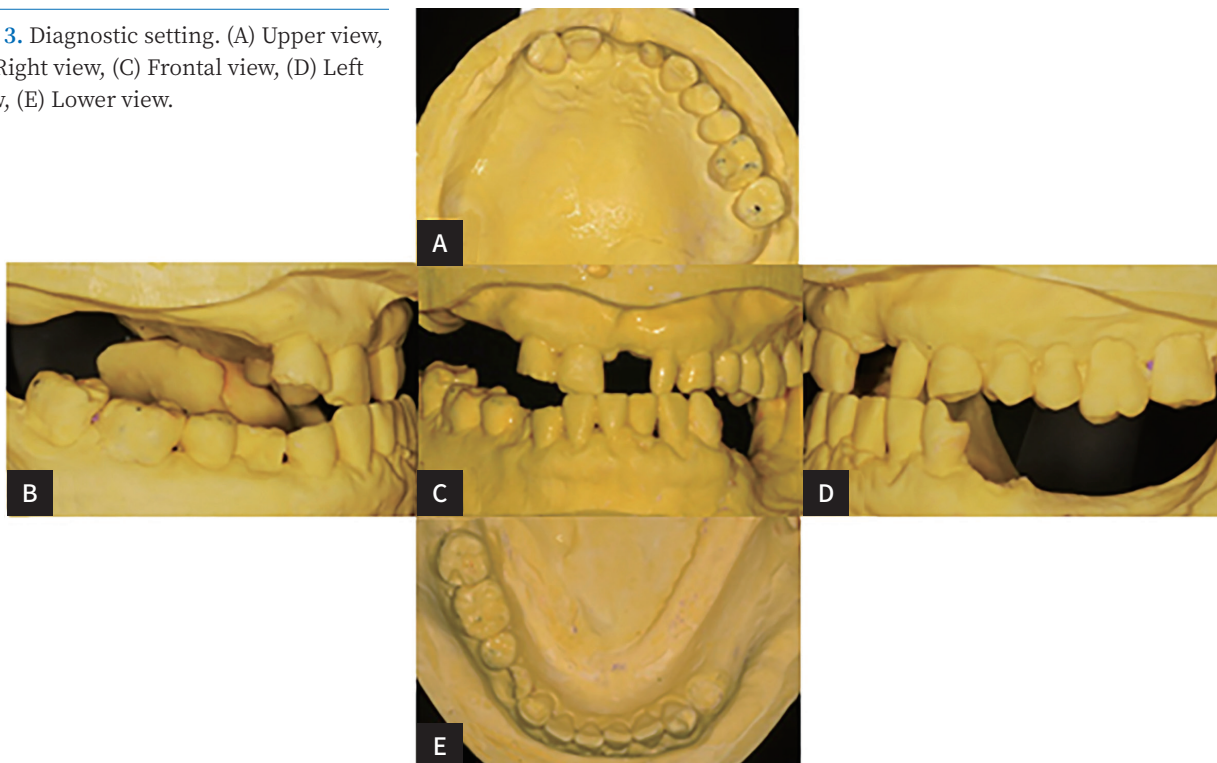 3. Diagnostic setting. (A) Upper view,
Right view, (C) Frontal view, (D) Left
(E) Lower view.
A
B
C
D
E